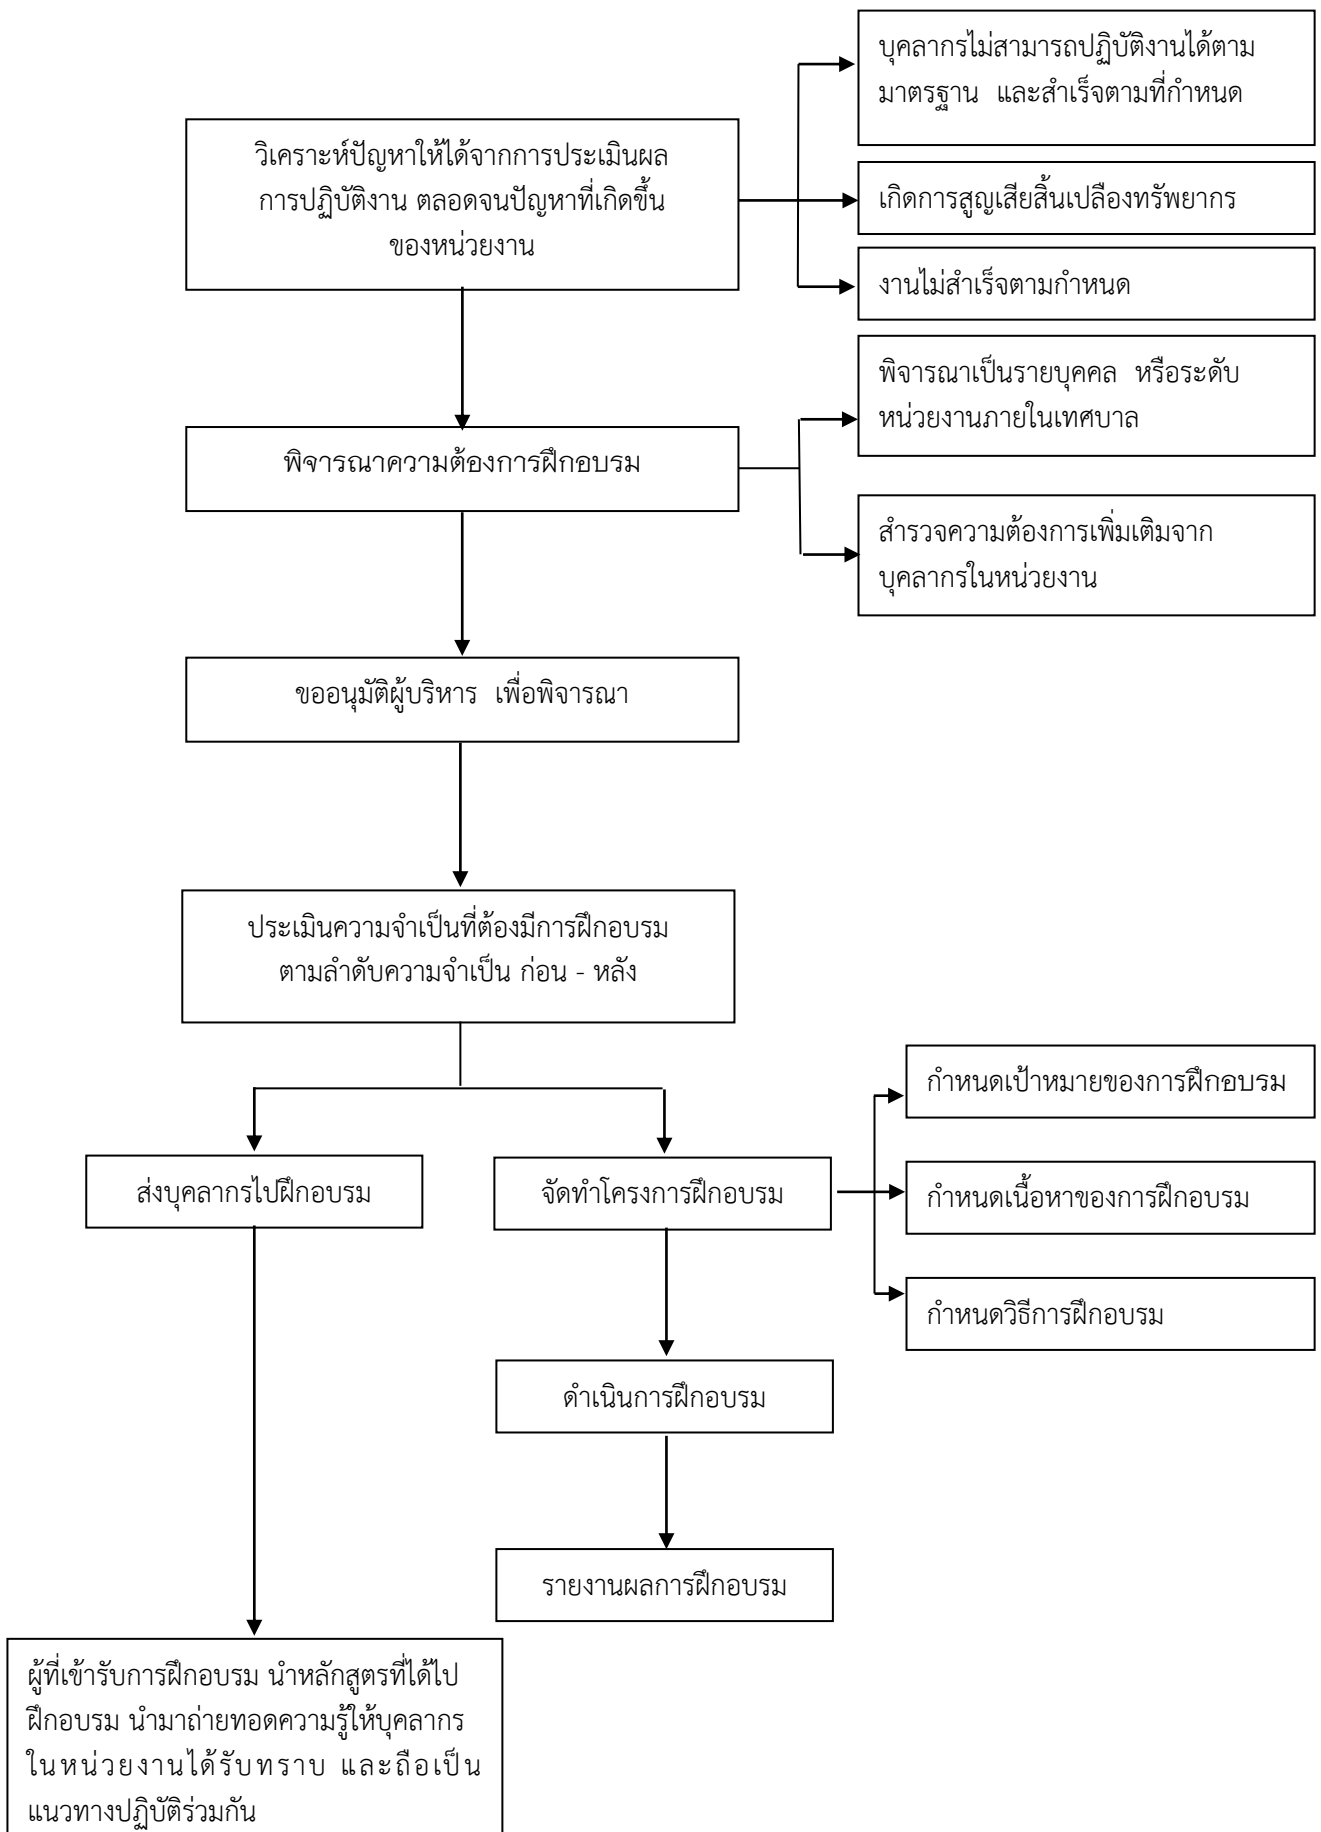 บุคลากรไม่สามารถปฏิบัติงานได้ตาม
มาตรฐาน และสำเร็จตามที่กำหนด
วิเคราะห์ปัญหาให้ได้จากการประเมินผล
การปฏิบัติงาน ตลอดจนปัญหาที่เกิดขึ้น
ของหน่วยงาน
เกิดการสูญเสียสิ้นเปลืองทรัพยากร
งานไม่สำเร็จตามกำหนด
พิจารณาเป็นรายบุคคล หรือระดับ
หน่วยงานภายในเทศบาล
พิจารณาความต้องการฝึกอบรม
สำรวจความต้องการเพิ่มเติมจาก
บุคลากรในหน่วยงาน
ขออนุมัติผู้บริหาร เพื่อพิจารณา
ประเมินความจำเป็นที่ต้องมีการฝึกอบรม
ตามลำดับความจำเป็น ก่อน - หลัง
กำหนดเป้าหมายของการฝึกอบรม
ส่งบุคลากรไปฝึกอบรม
จัดทำโครงการฝึกอบรม
กำหนดเนื้อหาของการฝึกอบรม
กำหนดวิธีการฝึกอบรม
ดำเนินการฝึกอบรม
รายงานผลการฝึกอบรม
ผู้ที่เข้ารับการฝึกอบรม นำหลักสูตรที่ได้ไป
ฝึกอบรม นำมาถ่ายทอดความรู้ให้บุคลากร
ในหน่วยงานได้รับทราบ และถือเป็น
แนวทางปฏิบัติร่วมกัน